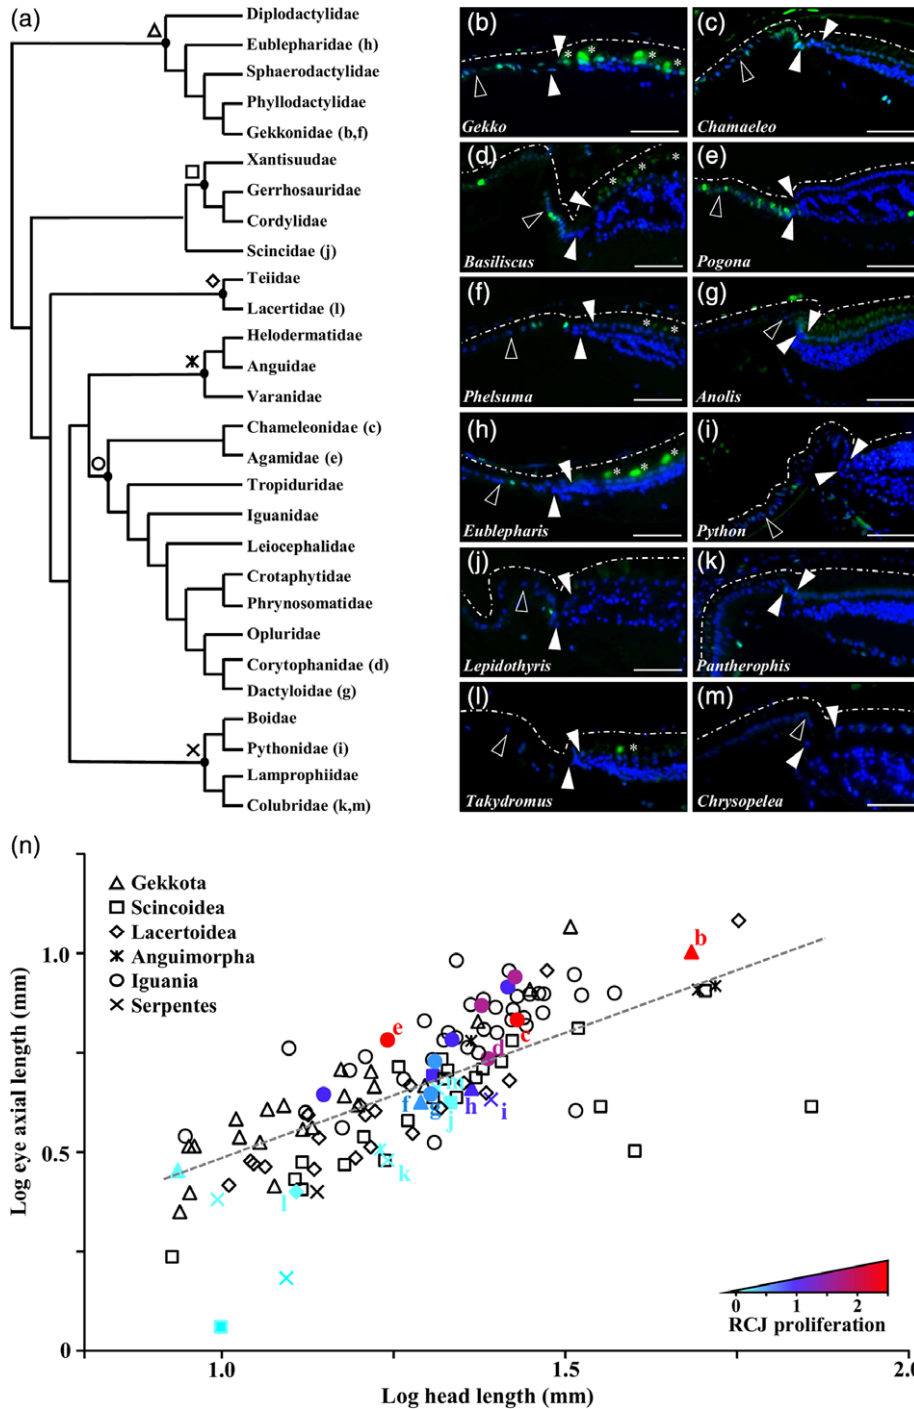 (a)
Diplodactylidae
Eublepharidae (h)
Sphaerodactylidae
Phyllodactylidae
Gekkonidae (b,f)
Xantisuudae
Gerrhosauridae
Cordylidae
Scincidae (j)
Teiidae
Lacertidae (l)
Helodermatidae
Anguidae
Varanidae
Chameleonidae (c)
Agamidae (e)
Tropiduridae
Iguanidae
Leiocephalidae
Crotaphytidae
Phrynosomatidae
Opluridae
Corytophanidae (d)
Dactyloidae (g)
Boidae
Pythonidae (i)
Lamprophiidae
Colubridae (k,m)
(b)
* * * *
Gekko
(c)
Chamaeleo
(d)
* * * *
Basiliscus
(e)
Pogona
(f)
* *
Phelsuma
(g)
Anolis
(h)
* * *
Eublepharis
(i)
Python
(j)
Lepidothyris
(k)
Pantherophis
(l)
*
Takydromus
(m)
Chrysopelea
(n)
Gekkota
Scincoidea
Lacertoidea
Anguimorpha
Iguania
Serpentes
Log eye axial length (mm)
1.0
0.5
0
b
e
c
d
m
f
g
h
i
j
k
l
0 1 2
RCJ proliferation
1.0 1.5 2.0
Log head length (mm)